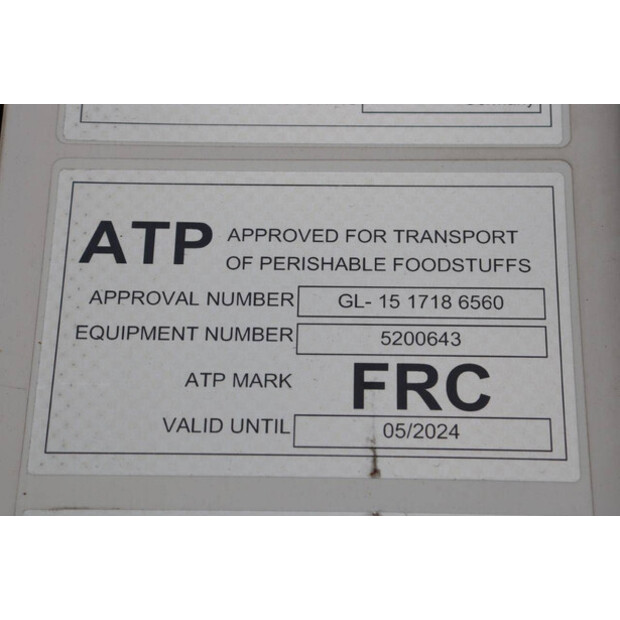 ATP APPROVED FOR TRANSPORT
OF PERISHABLE FOODSTUFFS
APPROVAL NUMBER GL- 15 1718 6560
EQUIPMENT NUMBER 5200643
ATP MARK FRC
VALID UNTIL 05/2024